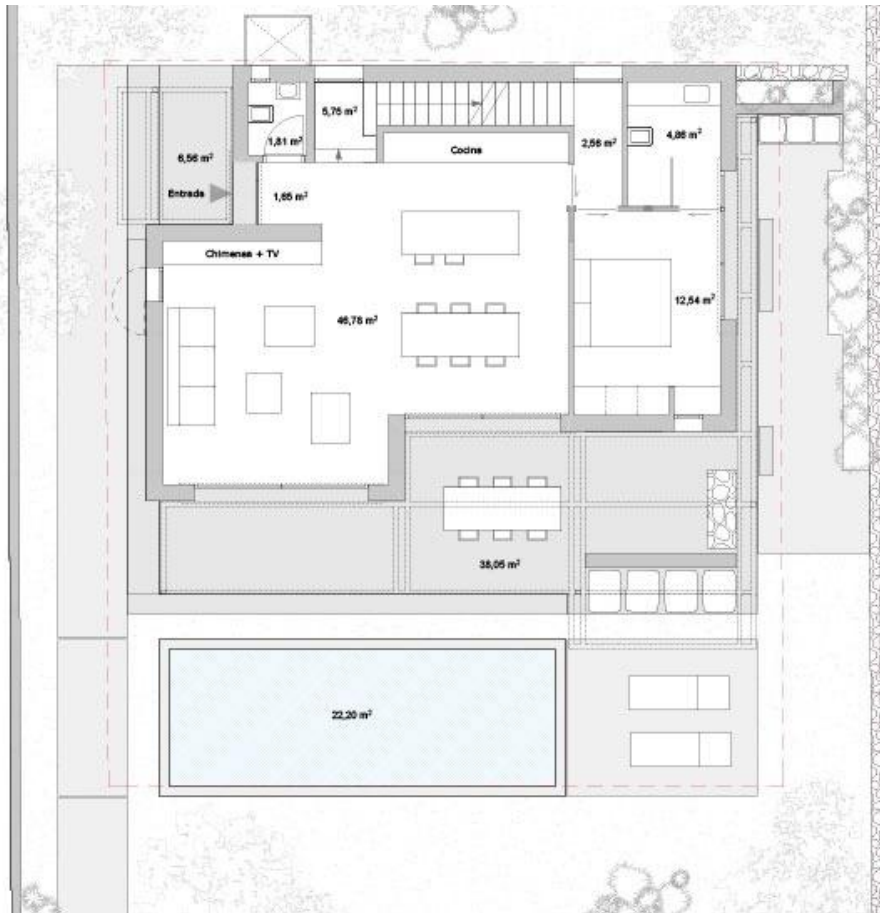 5,75 m²
1,81 m²
Cocina
2,56 m²
4,86 m²
6,56 m²
Entrada
1,65 m²
Chimenea + TV
12,54 m²
46,78 m²
38,05 m²
22,20 m²